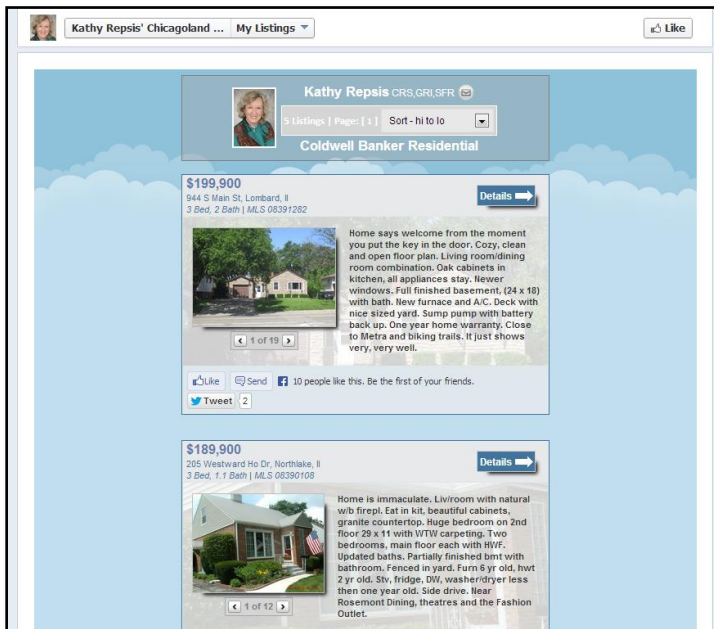 Kathy Repsis' Chicagoland ... My Listings
Like
Kathy Repsis CRS,GRI,SFR
5 Listings | Page: [ 1 ] Sort - hi to lo
Coldwell Banker Residential
$199,900
944 S Main St, Lombard, Il
3 Bed, 2 Bath | MLS 08391282
Details
Home says welcome from the moment
you put the key in the door. Cozy, clean
and open floor plan. Living room/dining
room combination. Oak cabinets in
kitchen, all appliances stay. Newer
windows. Full finished basement, (24 x 18)
with bath. New furnace and A/C. Deck with
nice sized yard. Sump pump with battery
back up. One year home warranty. Close
to Metra and biking trails. It just shows
very, very well.
1 of 19
Like Send 10 people like this. Be the first of your friends.
Tweet 2
$189,900
205 Westward Ho Dr, Northlake, Il
3 Bed, 1.1 Bath | MLS 08390108
Details
Home is immaculate. Liv/room with natural
w/b firepl. Eat in kit, beautiful cabinets,
granite countertop. Huge bedroom on 2nd
floor 29 x 11 with WTW carpeting. Two
bedrooms, main floor each with HWF.
Updated baths. Partially finished bmt with
bathroom. Fenced in yard. Furn 6 yr old, hwt
2 yr old. Stv, fridge, DW, washer/dryer less
then one year old. Side drive. Near
Rosemont Dining, theatres and the Fashion
Outlet.
1 of 12